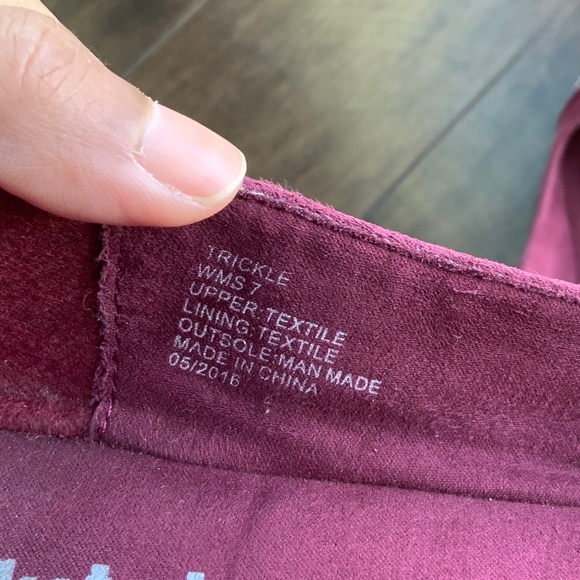 TRICKLE
WMS 7
UPPER:TEXTILE
LINING:TEXTILE
OUTSOLE:MAN MADE
MADE IN CHINA
05/2016